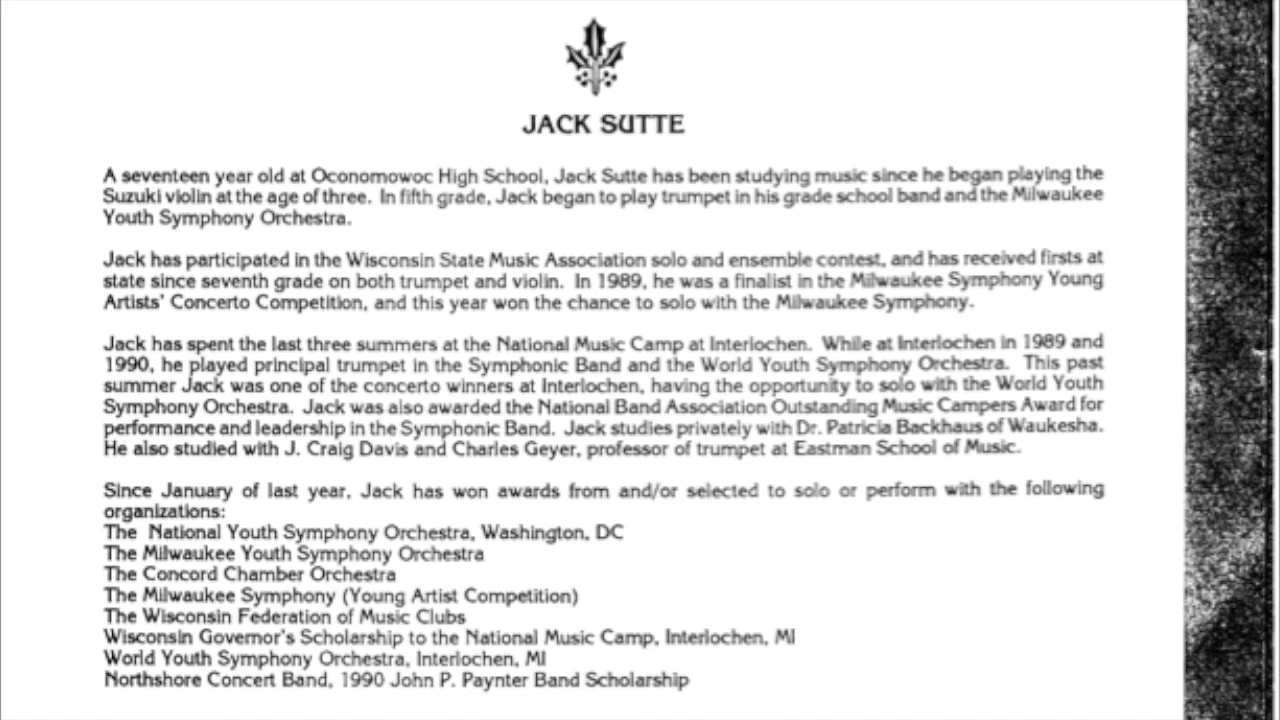 JACK SUTTE
A seventeen year old at Oconomowoc High School, Jack Sutte has been studying music since he began playing the
Suzuki violin at the age of three. In fifth grade, Jack began to play trumpet in his grade school band and the Milwaukee
Youth Symphony Orchestra.
Jack has participated in the Wisconsin State Music Association solo and ensemble contest, and has received firsts at
state since seventh grade on both trumpet and violin. In 1989, he was a finalist in the Milwaukee Symphony Young
Artists' Concerto Competition, and this year won the chance to solo with the Milwaukee Symphony.
Jack has spent the last three summers at the National Music Camp at Interlochen. While at Interlochen in 1989 and
1990, he played principal trumpet in the Symphonic Band and the World Youth Symphony Orchestra. This past
summer Jack was one of the concerto winners at Interlochen, having the opportunity to solo with the World Youth
Symphony Orchestra. Jack was also awarded the National Band Association Outstanding Music Campers Award for
performance and leadership in the Symphonic Band. Jack studies privately with Dr. Patricia Backhaus of Waukesha.
He also studied with J. Craig Davis and Charles Geyer, professor of trumpet at Eastman School of Music.
Since January of last year, Jack has won awards from and/or selected to solo or perform with the following
organizations:
The National Youth Symphony Orchestra, Washington, DC
The Milwaukee Youth Symphony Orchestra
The Concord Chamber Orchestra
The Milwaukee Symphony (Young Artist Competition)
The Wisconsin Federation of Music Clubs
Wisconsin Governor's Scholarship to the National Music Camp, Interlochen, MI
World Youth Symphony Orchestra, Interlochen, MI
Northshore Concert Band, 1990 John P. Paynter Band Scholarship